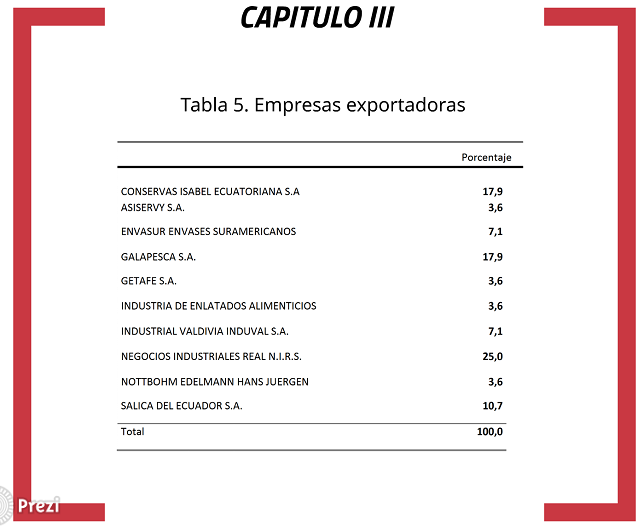 CAPITULO III
Tabla 5. Empresas exportadoras
Porcentaje
CONSERVAS ISABEL ECUATORIANA S.A 17,9
ASISERVY S.A. 3,6
ENVASUR ENVASES SURAMERICANOS 7,1
GALAPESCA S.A. 17,9
GETAFE S.A. 3,6
INDUSTRIA DE ENLATADOS ALIMENTICIOS 3,6
INDUSTRIAL VALDIVIA INDUVAL S.A. 7,1
NEGOCIOS INDUSTRIALES REAL N.I.R.S. 25,0
NOTTBOHM EDELMANN HANS JUERGEN 3,6
SALICA DEL ECUADOR S.A. 10,7
Total 100,0
Prezi